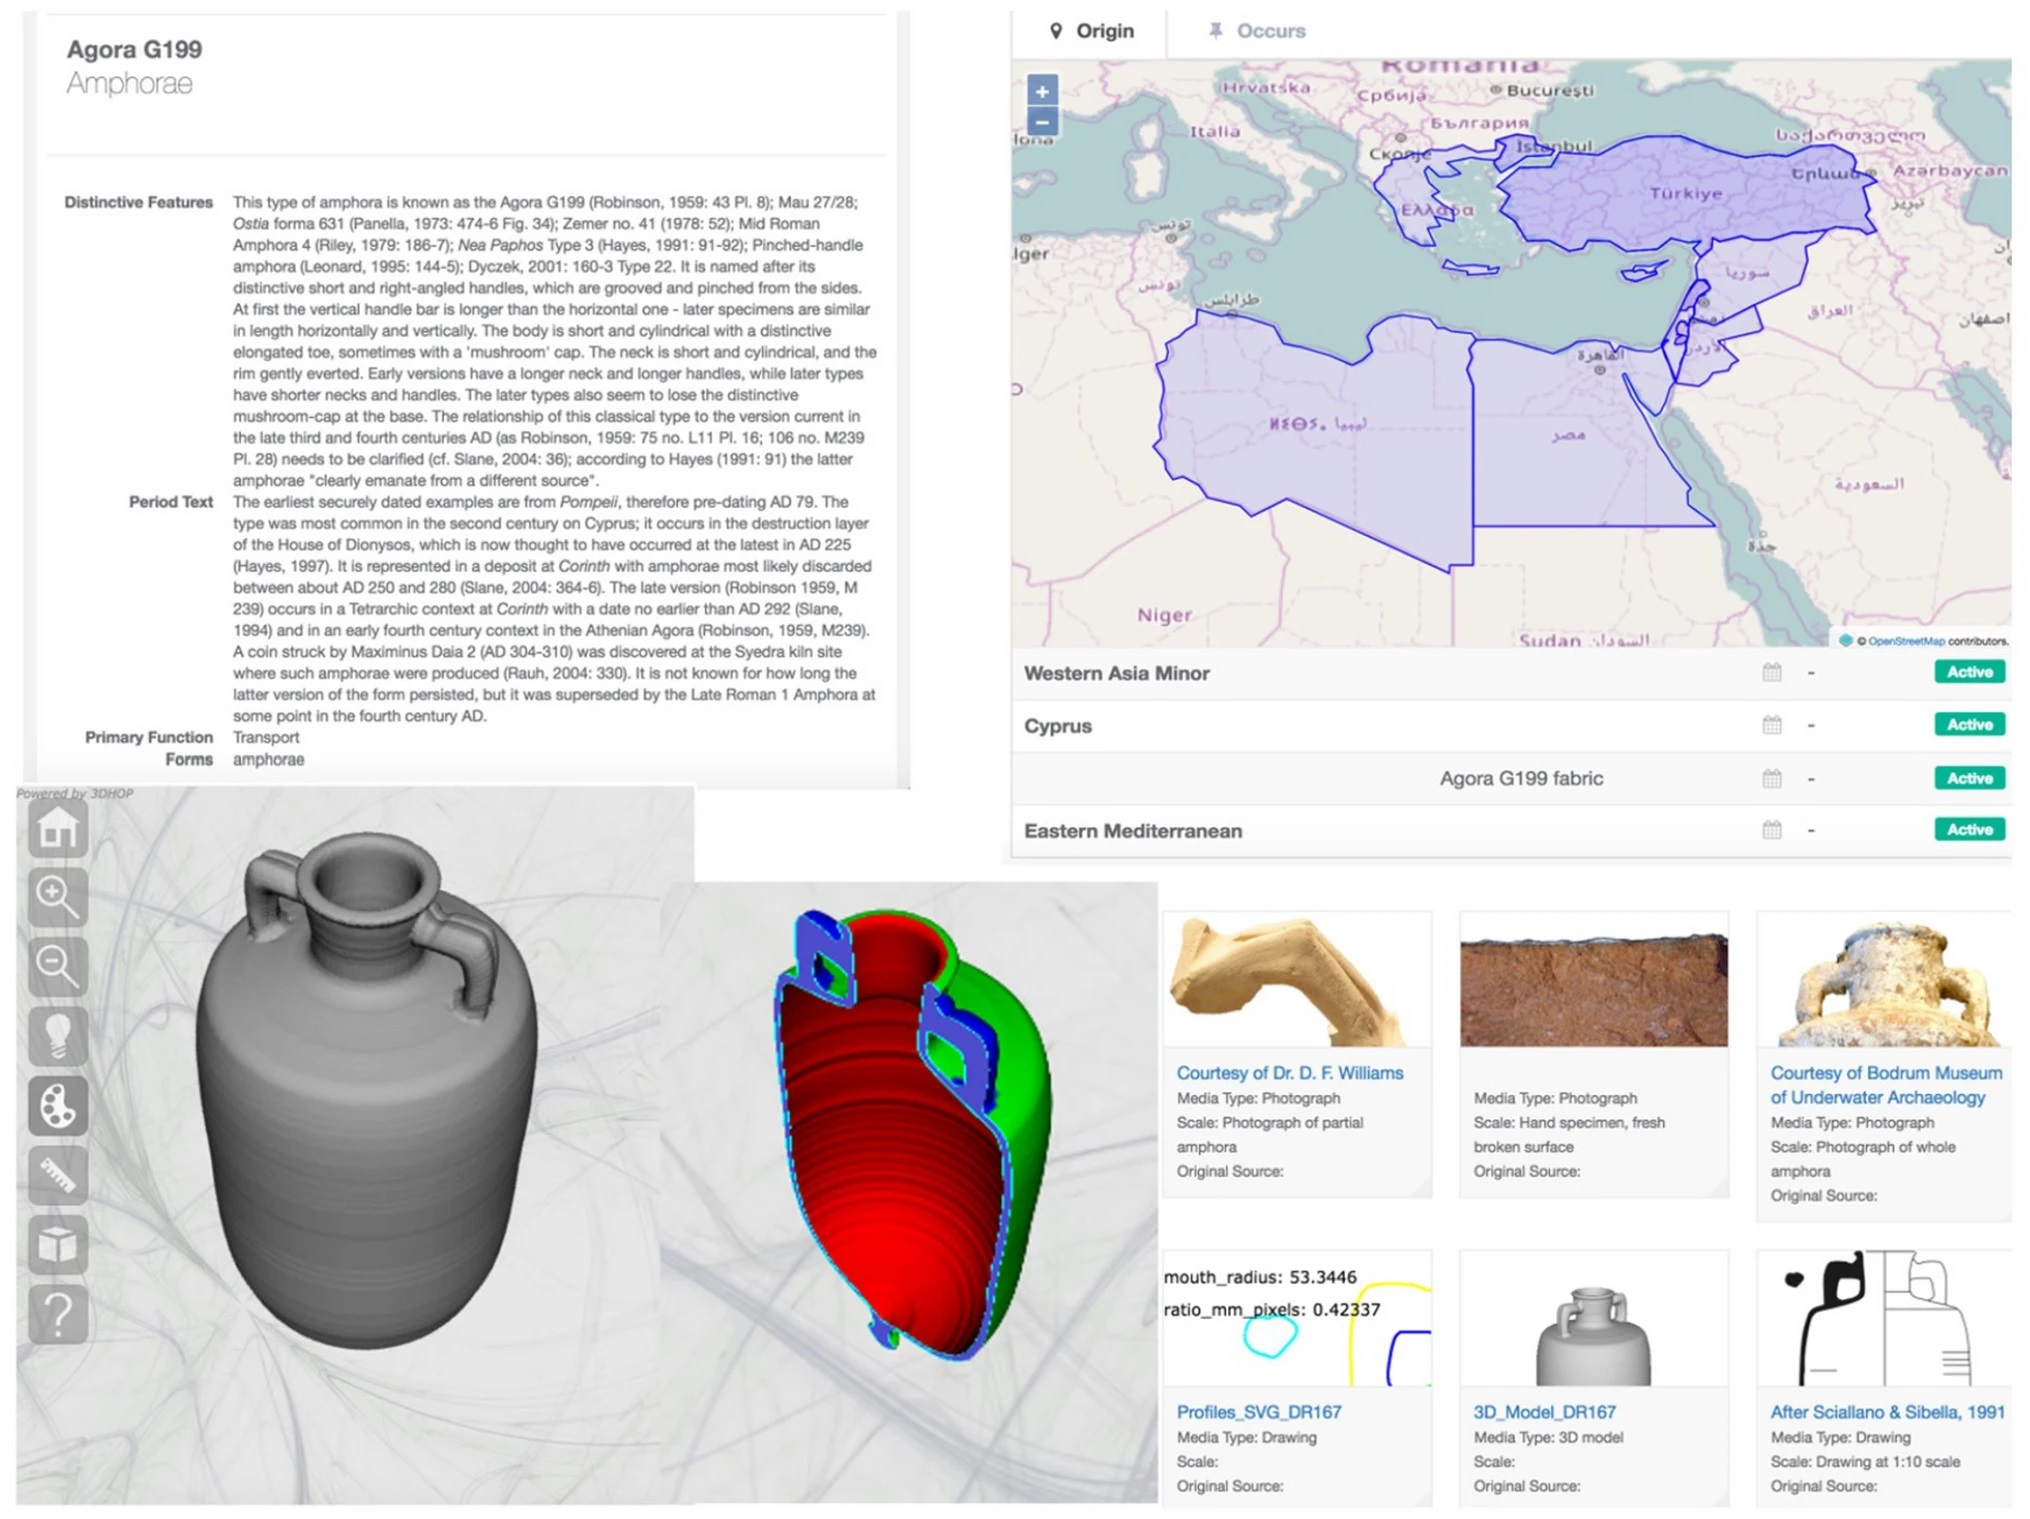 Agora G199
Amphorae
Distinctive Features
This type of amphora is known as the Agora G199 (Robinson, 1959: 43 Pl. 8); Mau 27/28;
Ostia forma 631 (Panella, 1973: 474-6 Fig. 34); Zemer no. 41 (1978: 52); Mid Roman
Amphora 4 (Riley, 1979: 186-7); Nea Paphos Type 3 (Hayes, 1991: 91-92); Pinched-handle
amphora (Leonard, 1995: 144-5); Dyczek, 2001: 160-3 Type 22. It is named after its
distinctive short and right-angled handles, which are grooved and pinched from the sides.
At first the vertical handle bar is longer than the horizontal one - later specimens are similar
in length horizontally and vertically. The body is short and cylindrical with a distinctive
elongated toe, sometimes with a 'mushroom' cap. The neck is short and cylindrical, and the
rim gently everted. Early versions have a longer neck and longer handles, while later types
have shorter necks and handles. The later types also seem to lose the distinctive
mushroom-cap at the base. The relationship of this classical type to the version current in
the late third and fourth centuries AD (as Robinson, 1959: 75 no. L11 Pl. 16; 106 no. M239
Pl. 28) needs to be clarified (cf. Slane, 2004: 36); according to Hayes (1991: 91) the latter
amphorae "clearly emanate from a different source".
Period Text
The earliest securely dated examples are from Pompeii, therefore pre-dating AD 79. The
type was most common in the second century on Cyprus; it occurs in the destruction layer
of the House of Dionysos, which is now thought to have occurred at the latest in AD 225
(Hayes, 1997). It is represented in a deposit at Corinth with amphorae most likely discarded
between about AD 250 and 280 (Slane, 2004: 364-6). The late version (Robinson 1959, M
239) occurs in a Tetrarchic context at Corinth with a date no earlier than AD 292 (Slane,
1994) and in an early fourth century context in the Athenian Agora (Robinson, 1959, M239).
A coin struck by Maximinus Daia 2 (AD 304-310) was discovered at the Syedra kiln site
where such amphorae were produced (Rauh, 2004: 330). It is not known for how long the
latter version of the form persisted, but it was superseded by the Late Roman 1 Amphora at
some point in the fourth century AD.
Primary Function Transport
Forms amphorae
Origin
Occurs
+
−
Romania
Hrvatska
Србија
București
Italia
България
Скопје
Istanbul
საქართველო
Azərbaycan
Türkiye
Ελλάδα
تونس
تبريز
lger
تونس
طرابلس
سوريا
العراق
اصفهان
القاهرة
الأردن
ليبيا
مصر
السعودية
جدة
Niger
Sudan السودان
© OpenStreetMap contributors.
Western Asia Minor - Active
Cyprus - Active
Agora G199 fabric - Active
Eastern Mediterranean - Active
Powered by 3DHOP
?
Courtesy of Dr. D. F. Williams
Media Type: Photograph
Scale: Photograph of partial
amphora
Original Source:
Media Type: Photograph
Scale: Hand specimen, fresh
broken surface
Original Source:
Courtesy of Bodrum Museum
of Underwater Archaeology
Media Type: Photograph
Scale: Photograph of whole
amphora
Original Source:
mouth_radius: 53.3446
ratio_mm_pixels: 0.42337
Profiles_SVG_DR167
Media Type: Drawing
Scale:
Original Source:
3D_Model_DR167
Media Type: 3D model
Scale:
Original Source:
After Sciallano & Sibella, 1991
Media Type: Drawing
Scale: Drawing at 1:10 scale
Original Source: